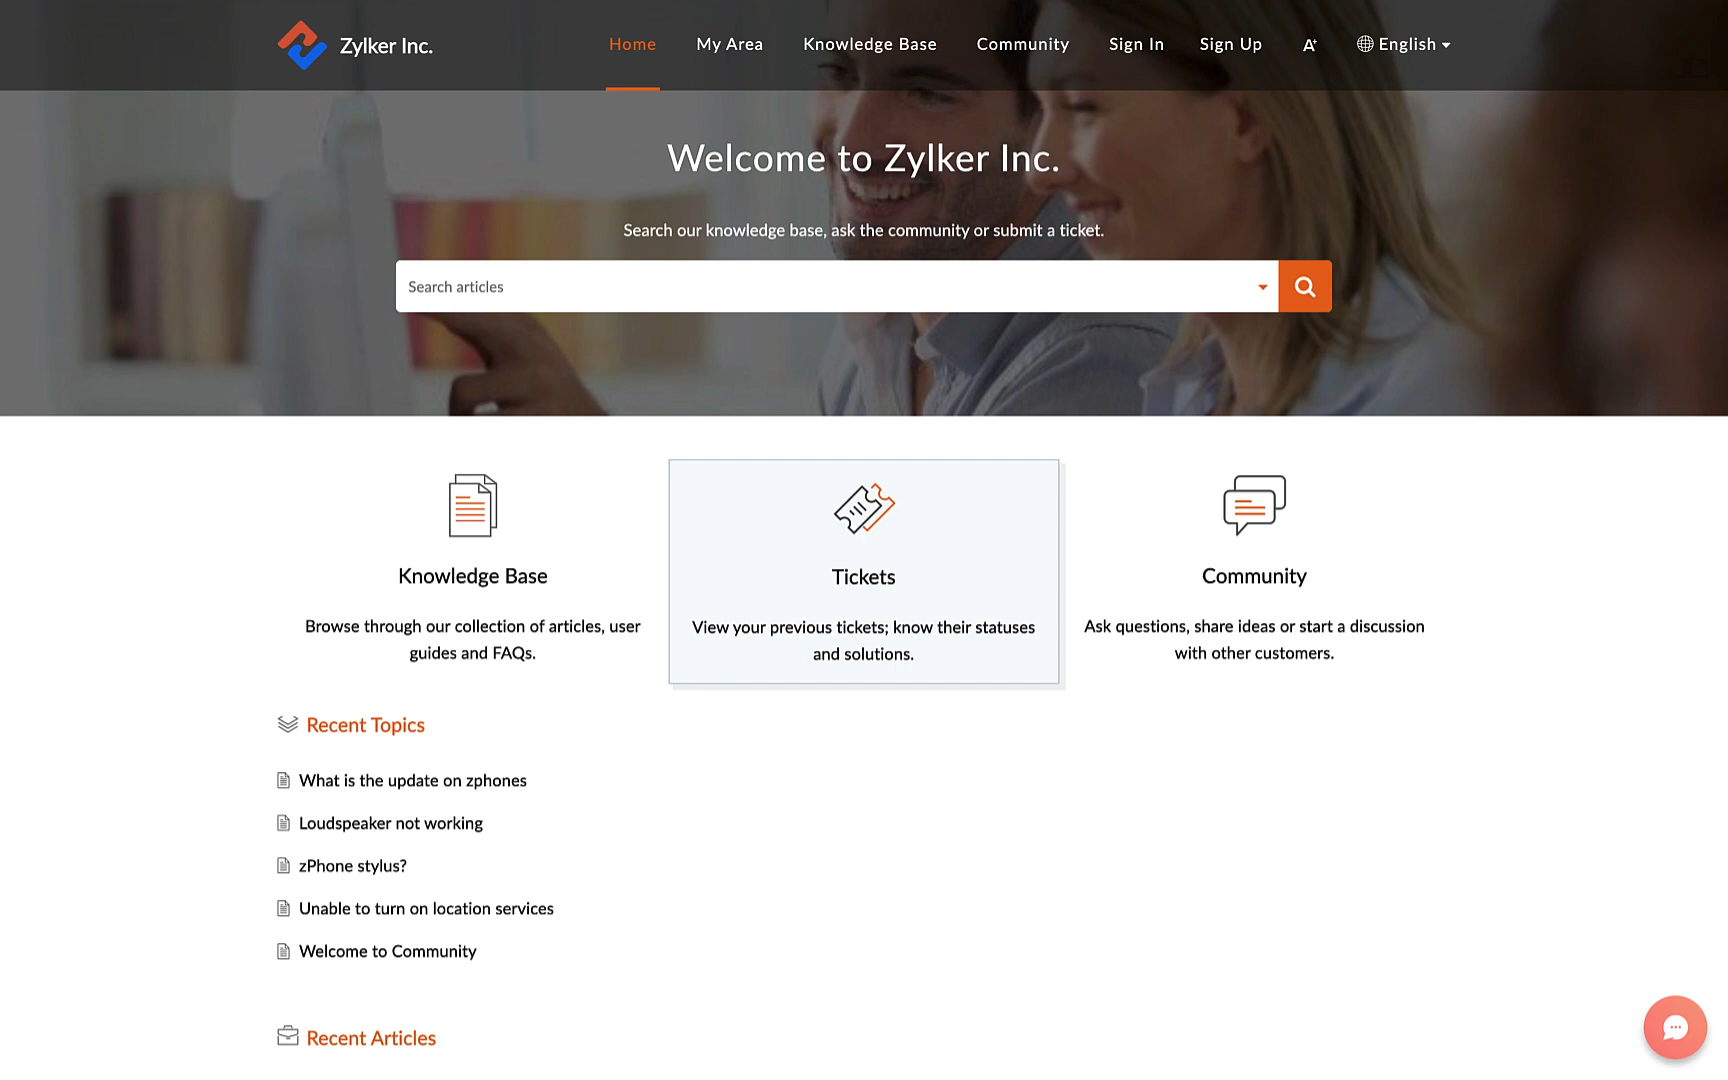 Zylker Inc.
Home My Area Knowledge Base Community Sign In Sign Up A+ English
Welcome to Zylker Inc.
Search our knowledge base, ask the community or submit a ticket.
Search articles
Knowledge Base
Browse through our collection of articles, user
guides and FAQs.
Tickets
View your previous tickets; know their statuses
and solutions.
Community
Ask questions, share ideas or start a discussion
with other customers.
Recent Topics
What is the update on zphones
Loudspeaker not working
zPhone stylus?
Unable to turn on location services
Welcome to Community
Recent Articles